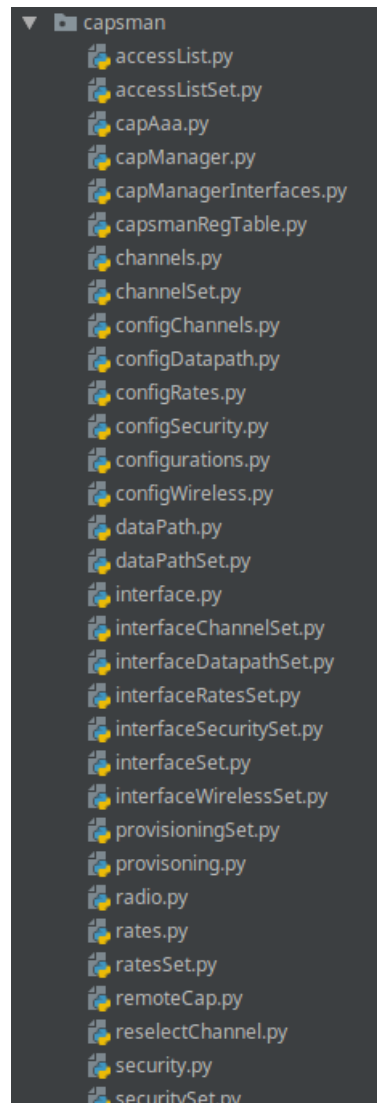 capsman
accessList.py
accessListSet.py
capAaa.py
capManager.py
capManagerInterfaces.py
capsmanRegTable.py
channels.py
channelSet.py
configChannels.py
configDatapath.py
configRates.py
configSecurity.py
configurations.py
configWireless.py
dataPath.py
dataPathSet.py
interface.py
interfaceChannelSet.py
interfaceDatapathSet.py
interfaceRatesSet.py
interfaceSecuritySet.py
interfaceSet.py
interfaceWirelessSet.py
provisioningSet.py
provisoning.py
radio.py
rates.py
ratesSet.py
remoteCap.py
reselectChannel.py
security.py
securitySet.py